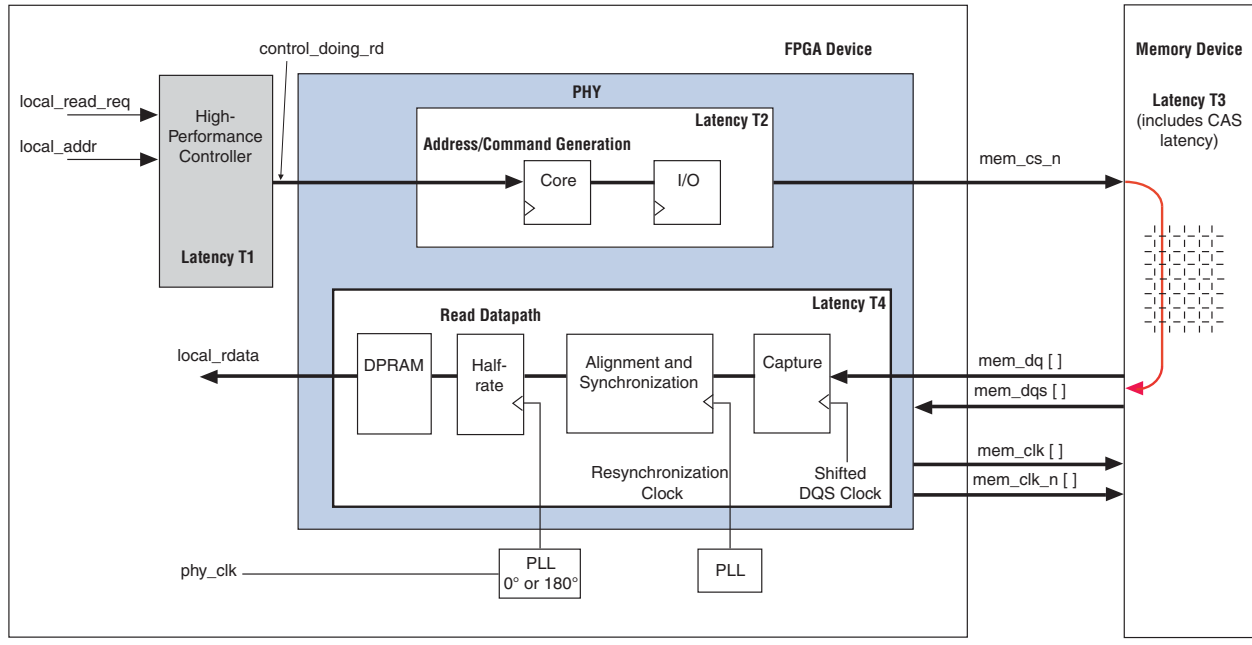 FPGA Device
Memory Device
control_doing_rd
PHY
Latency T3
(includes CAS
latency)
local_read_req
local_addr
High-
Performance
Controller
Latency T1
Latency T2
Address/Command Generation
Core
I/O
mem_cs_n
Latency T4
Read Datapath
local_rdata
DPRAM
Half-
rate
Alignment and
Synchronization
Capture
mem_dq [ ]
mem_dqs [ ]
mem_clk [ ]
mem_clk_n [ ]
Resynchronization
Clock
Shifted
DQS Clock
phy_clk
PLL
0° or 180°
PLL